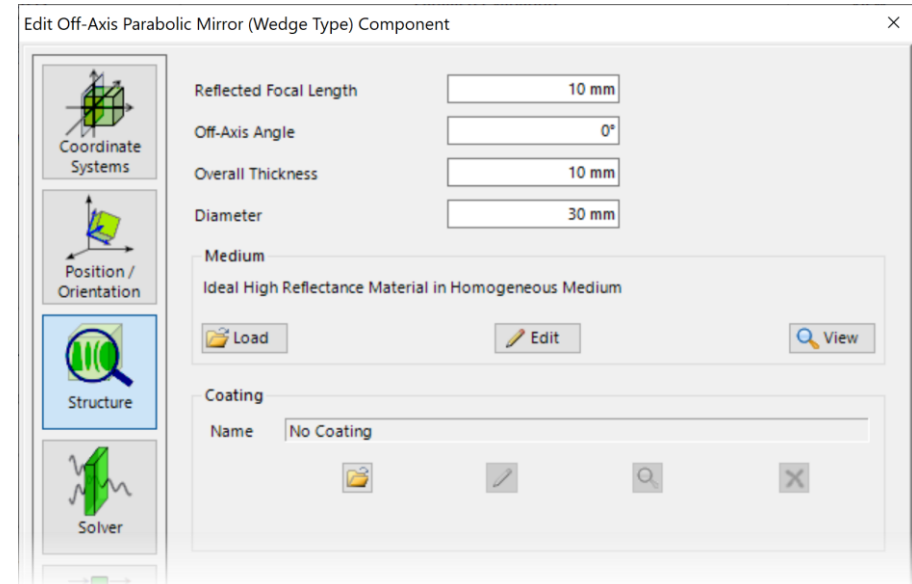 Edit Off-Axis Parabolic Mirror (Wedge Type) Component
Coordinate
Systems
Position /
Orientation
Structure
Solver
Reflected Focal Length 10 mm
Off-Axis Angle 0°
Overall Thickness 10 mm
Diameter 30 mm
Medium
Ideal High Reflectance Material in Homogeneous Medium
Load Edit View
Coating
Name No Coating